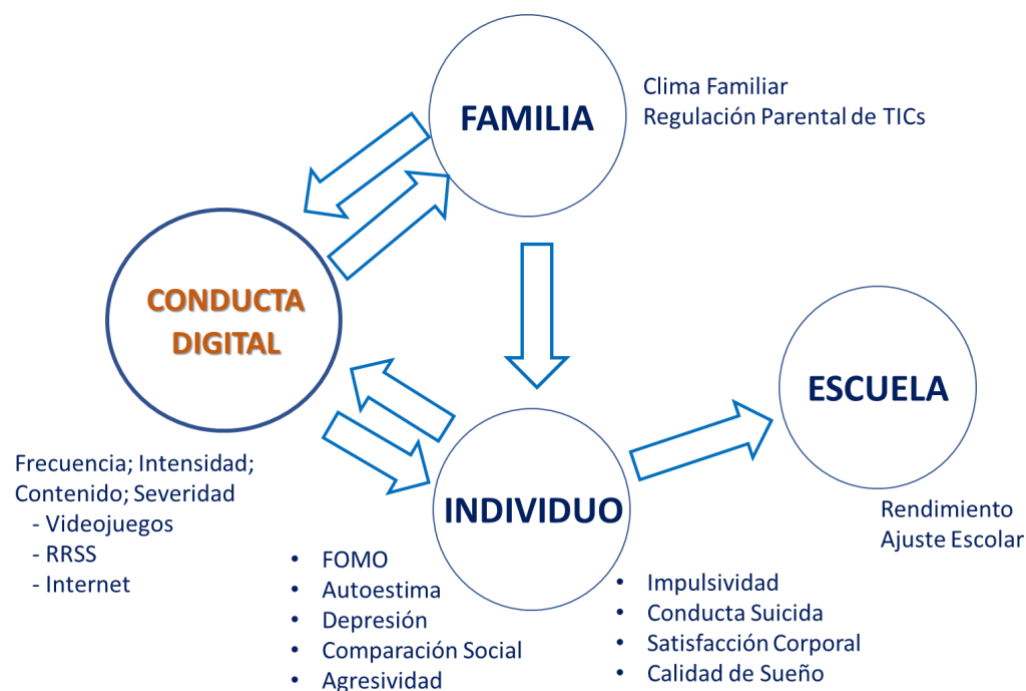 FAMILIA
Clima Familiar
Regulación Parental de TICs
CONDUCTA
DIGITAL
Frecuencia; Intensidad;
Contenido; Severidad
- Videojuegos
- RRSS
- Internet
INDIVIDUO
• FOMO
• Autoestima
• Depresión
• Comparación Social
• Agresividad
• Impulsividad
• Conducta Suicida
• Satisfacción Corporal
• Calidad de Sueño
ESCUELA
Rendimiento
Ajuste Escolar